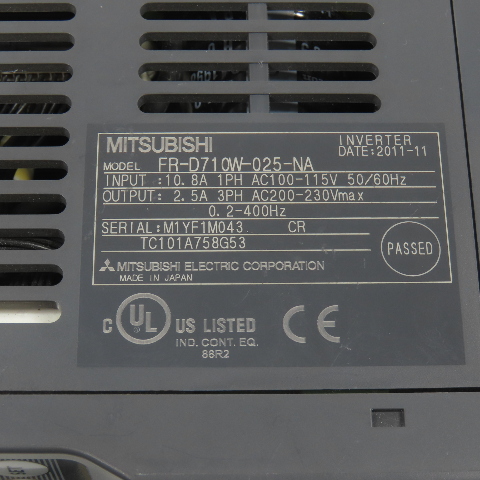 MITSUBISHI INVERTER
MODEL FR-D710W-025-NA DATE:2011-11
INPUT :10.8A 1PH AC100-115V 50/60Hz
OUTPUT: 2.5A 3PH AC200-230Vmax
0.2-400Hz
SERIAL:M1YF1M043 CR
TC101A758G53
PASSED
MITSUBISHI ELECTRIC CORPORATION
MADE IN JAPAN
C UL US LISTED CE
IND. CONT. EQ.
86R2